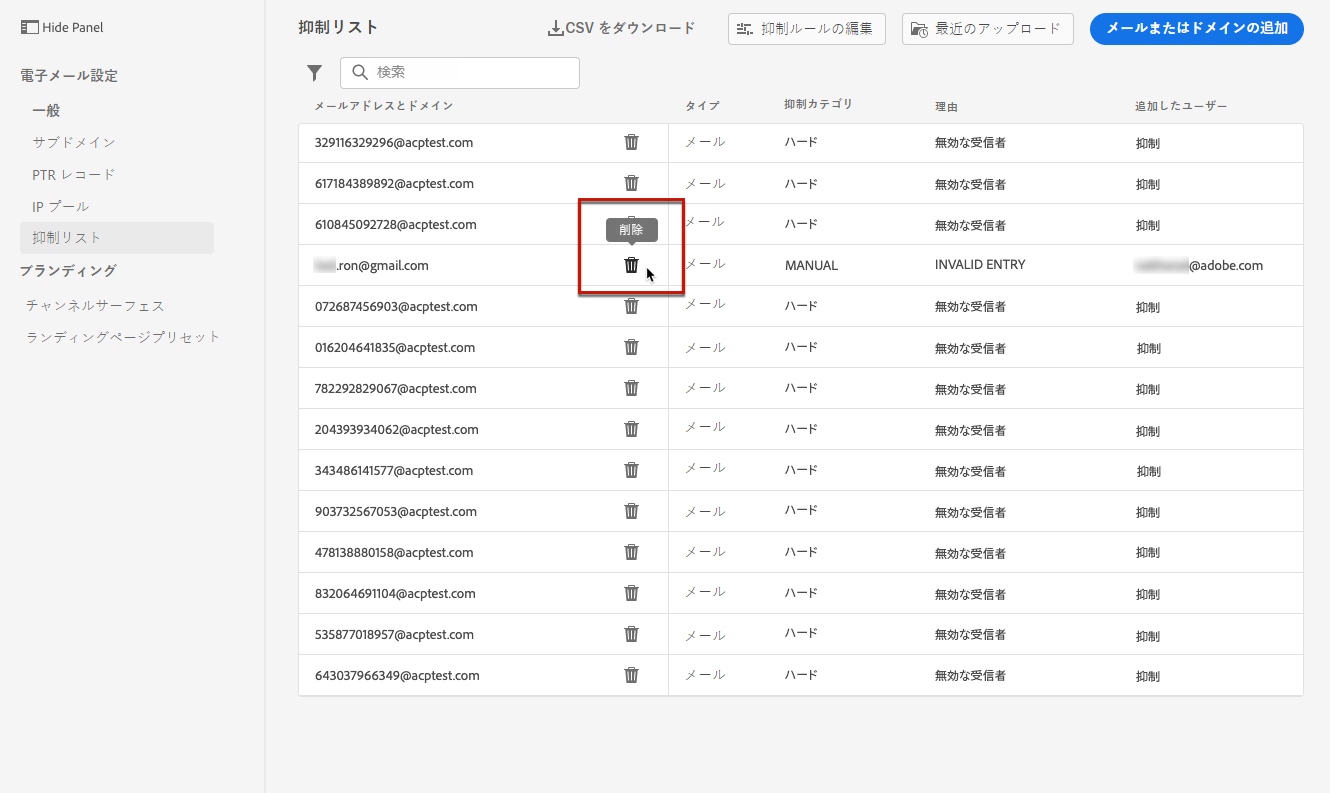 Hide Panel
電子メール設定
一般
サブドメイン
PTR レコード
IP プール
抑制リスト
ブランディング
チャンネルサーフェス
ランディングページプリセット
抑制リスト
CSV をダウンロード
抑制ルールの編集
最近のアップロード
メールまたはドメインの追加
検索
メールアドレスとドメイン タイプ 抑制カテゴリ 理由 追加したユーザー
329116329296@acptest.com メール ハード 無効な受信者 抑制
617184389892@acptest.com メール ハード 無効な受信者 抑制
610845092728@acptest.com メール ハード 無効な受信者 抑制
削除
.ron@gmail.com メール MANUAL INVALID ENTRY @adobe.com
072687456903@acptest.com メール ハード 無効な受信者 抑制
016204641835@acptest.com メール ハード 無効な受信者 抑制
782292829067@acptest.com メール ハード 無効な受信者 抑制
204393934062@acptest.com メール ハード 無効な受信者 抑制
343486141577@acptest.com メール ハード 無効な受信者 抑制
903732567053@acptest.com メール ハード 無効な受信者 抑制
478138880158@acptest.com メール ハード 無効な受信者 抑制
832064691104@acptest.com メール ハード 無効な受信者 抑制
535877018957@acptest.com メール ハード 無効な受信者 抑制
643037966349@acptest.com メール ハード 無効な受信者 抑制